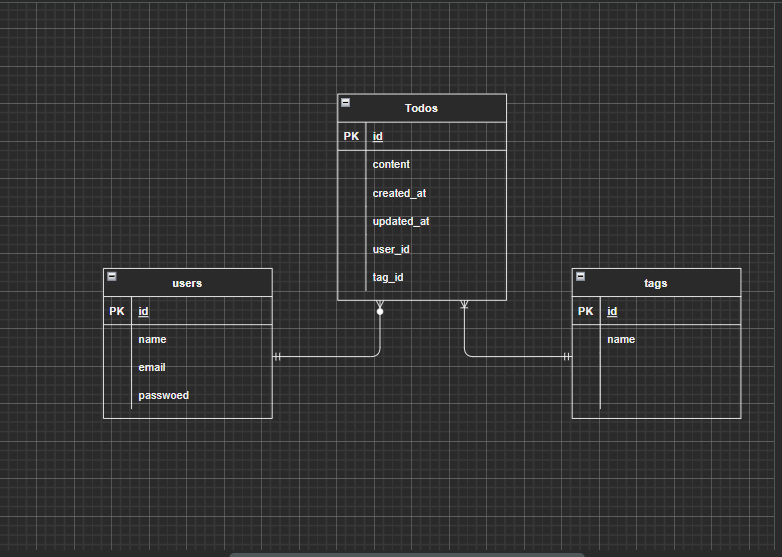 Todos
PK id
content
created_at
updated_at
user_id
tag_id
users
PK id
name
email
passwoed
tags
PK id
name